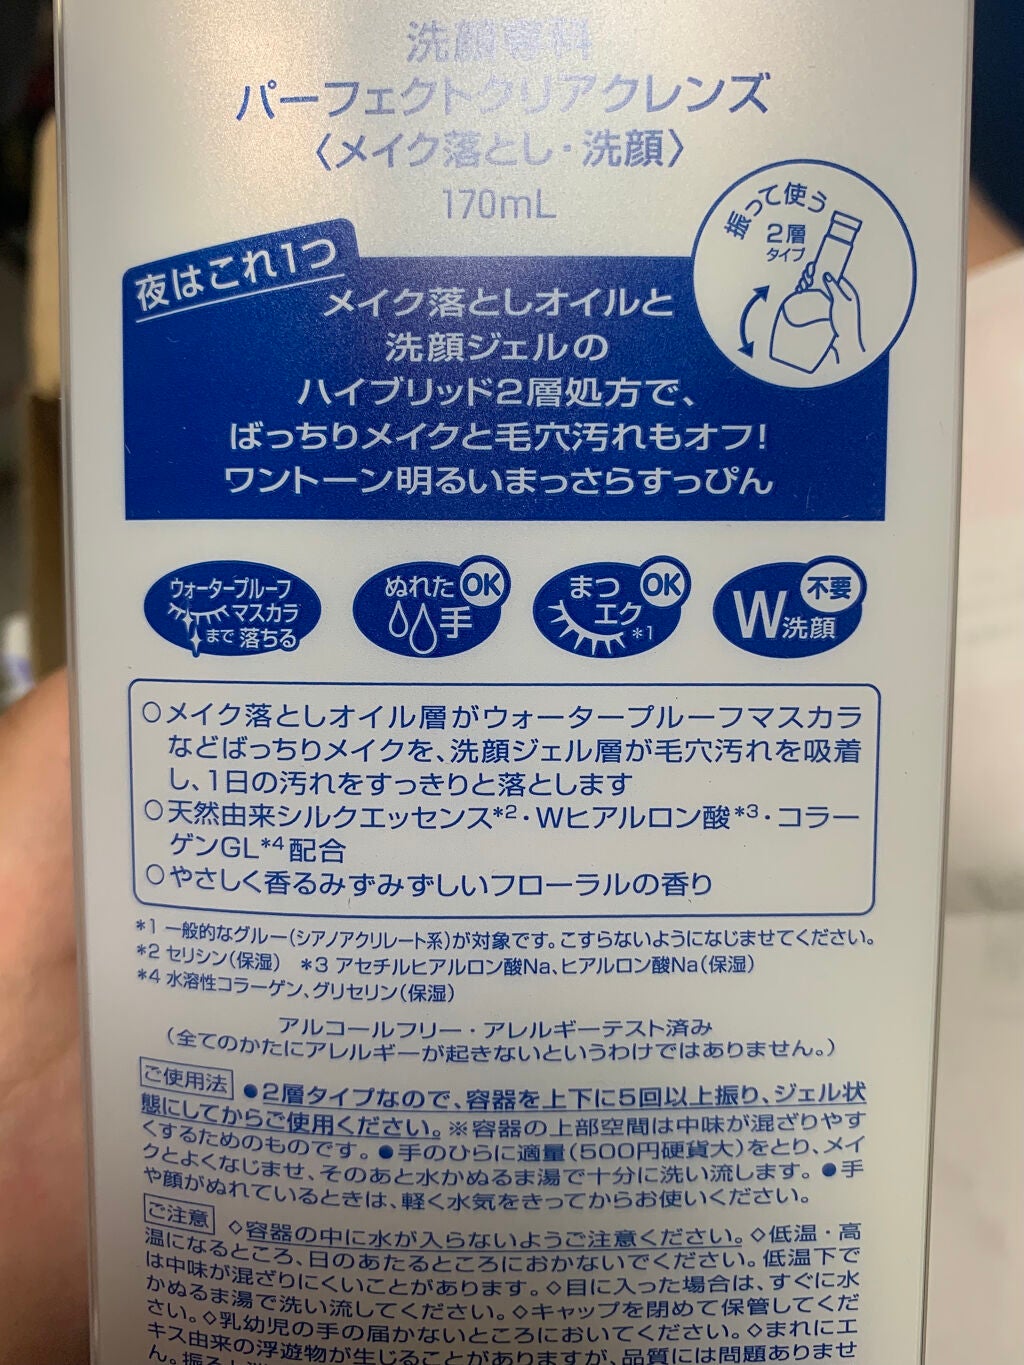 洗顔専科
パーフェクトクリアクレンズ
〈メイク落とし・洗顔〉
170mL
振って使う
2層
タイプ
夜はこれ1つ
メイク落としオイルと
洗顔ジェルの
ハイブリッド2層処方で、
ばっちりメイクと毛穴汚れもオフ!
ワントーン明るいまっさらすっぴん
ウォータープルーフ
マスカラ
まで落ちる
ぬれた
手
OK
まつ
エク*1
OK
W洗顔
不要
○メイク落としオイル層がウォータープルーフマスカラ
などばっちりメイクを、洗顔ジェル層が毛穴汚れを吸着
し、1日の汚れをすっきりと落とします
○天然由来シルクエッセンス*2・Wヒアルロン酸*3・コラー
ゲンGL*4配合
○やさしく香るみずみずしいフローラルの香り
*1 一般的なグルー(シアノアクリレート系)が対象です。こすらないようになじませてください。
*2 セリシン(保湿) *3 アセチルヒアルロン酸Na、ヒアルロン酸Na(保湿)
*4 水溶性コラーゲン、グリセリン(保湿)
アルコールフリー・アレルギーテスト済み
(全てのかたにアレルギーが起きないというわけではありません。)
ご使用法 ●2層タイプなので、容器を上下に5回以上振り、ジェル状
態にしてからご使用ください。※容器の上部空間は中味が混ざりやす
くするためのものです。●手のひらに適量(500円硬貨大)をとり、メイ
クとよくなじませ、そのあと水かぬるま湯で十分に洗い流します。●手
や顔がぬれているときは、軽く水気をきってからお使いください。
ご注意 ◇容器の中に水が入らないようご注意ください。◇低温・高
温になるところ、日のあたるところにおかないでください。低温下で
は中味が混ざりにくいことがあります。◇目に入った場合は、すぐに水
かぬるま湯で洗い流してください。◇キャップを閉めて保管してくだ
さい。◇乳幼児の手の届かないところにおいてください。◇まれにエ
キス由来の浮遊物が生じることがありますが、品質には問題ありませ
ん。